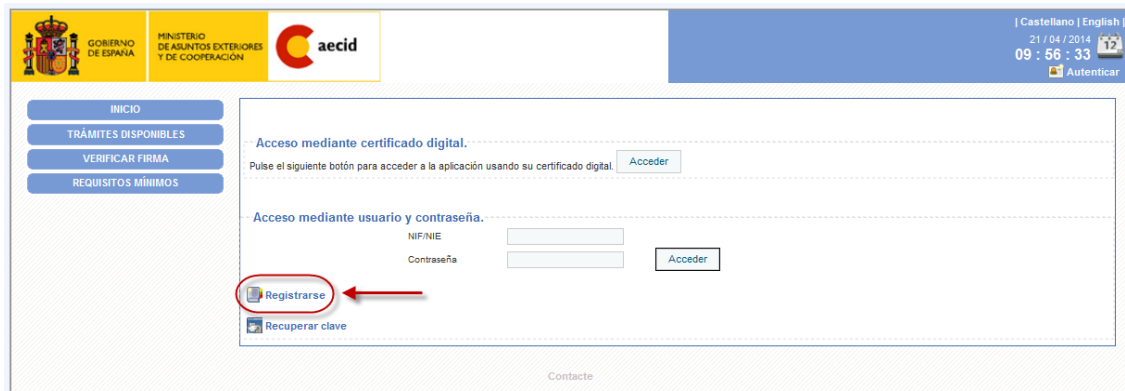 GOBIERNO
DE ESPAÑA
MINISTERIO
DE ASUNTOS EXTERIORES
Y DE COOPERACIÓN
aecid
| Castellano | English |
21 / 04 / 2014
12
09 : 56 : 33
Autenticar
INICIO
TRÁMITES DISPONIBLES
VERIFICAR FIRMA
REQUISITOS MÍNIMOS
Acceso mediante certificado digital.
Pulse el siguiente botón para acceder a la aplicación usando su certificado digital. Acceder
Acceso mediante usuario y contraseña.
NIF/NIE
Contraseña Acceder
Registrarse
Recuperar clave
Contacte